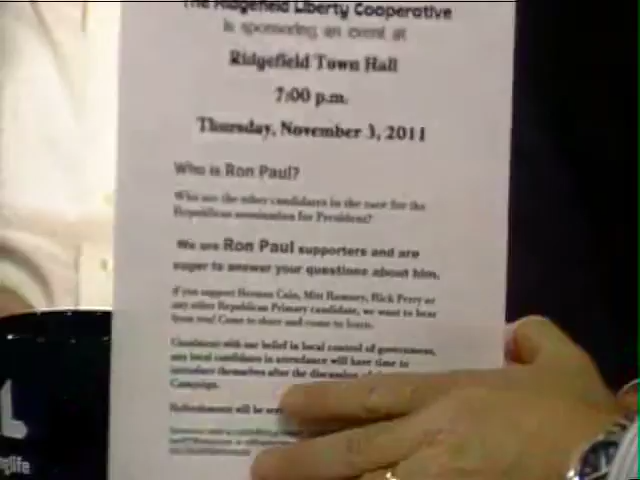 The Ridgefield Liberty Cooperative
is sponsoring an event at
Ridgefield Town Hall
7:00 p.m.
Thursday, November 3, 2011
Who is Ron Paul?
Who are the other candidates in the race for the
Republican nomination for President?
We are Ron Paul supporters and are
eager to answer your questions about him.
If you support Herman Cain, Mitt Romney, Rick Perry or
any other Republican Primary candidate, we want to hear
from you! Come to share and come to learn.
Consistent with our belief in local control of government,
any local candidates in attendance will have time to
introduce themselves after the discussion of the
Campaign.
Refreshments will be
L
glife